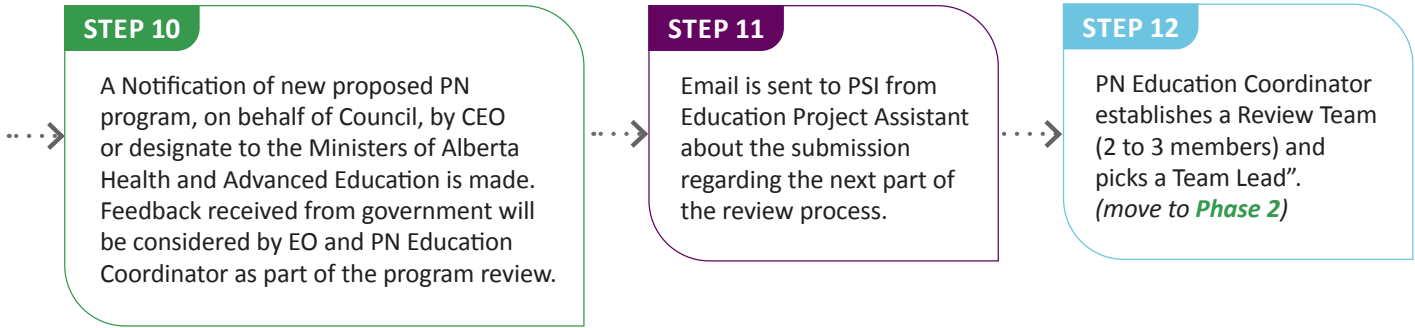 STEP 10
A Notification of new proposed PN
program, on behalf of Council, by CEO
or designate to the Ministers of Alberta
Health and Advanced Education is made.
Feedback received from government will
be considered by EO and PN Education
Coordinator as part of the program review.
STEP 11
Email is sent to PSI from
Education Project Assistant
about the submission
regarding the next part of
the review process.
STEP 12
PN Education Coordinator
establishes a Review Team
(2 to 3 members) and
picks a Team Lead”.
(move to Phase 2)